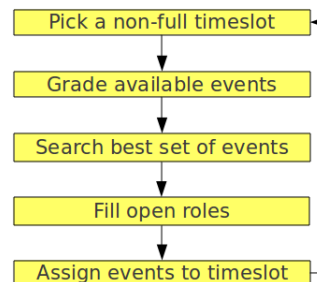 Pick a non-full timeslot
Grade available events
Search best set of events
Fill open roles
Assign events to timeslot